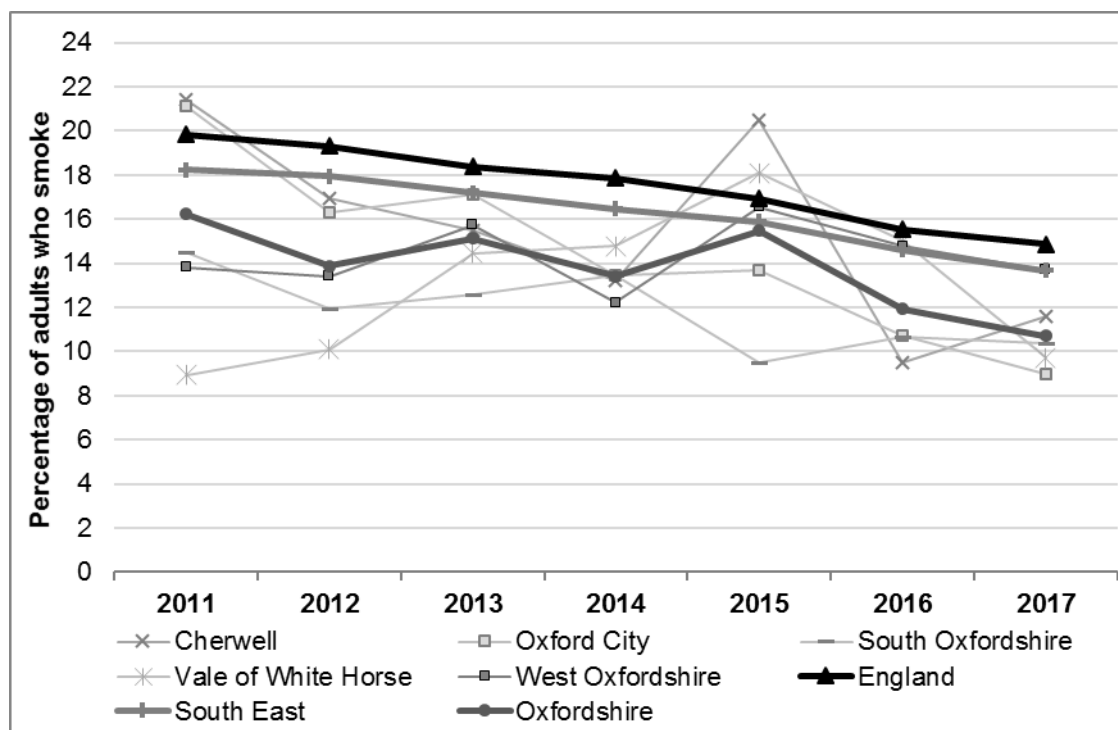 Percentage of adults who smoke
24
22
20
18
16
14
12
10
8
6
4
2
0
2011 2012 2013 2014 2015 2016 2017
Cherwell Oxford City South Oxfordshire
Vale of White Horse West Oxfordshire England
South East Oxfordshire